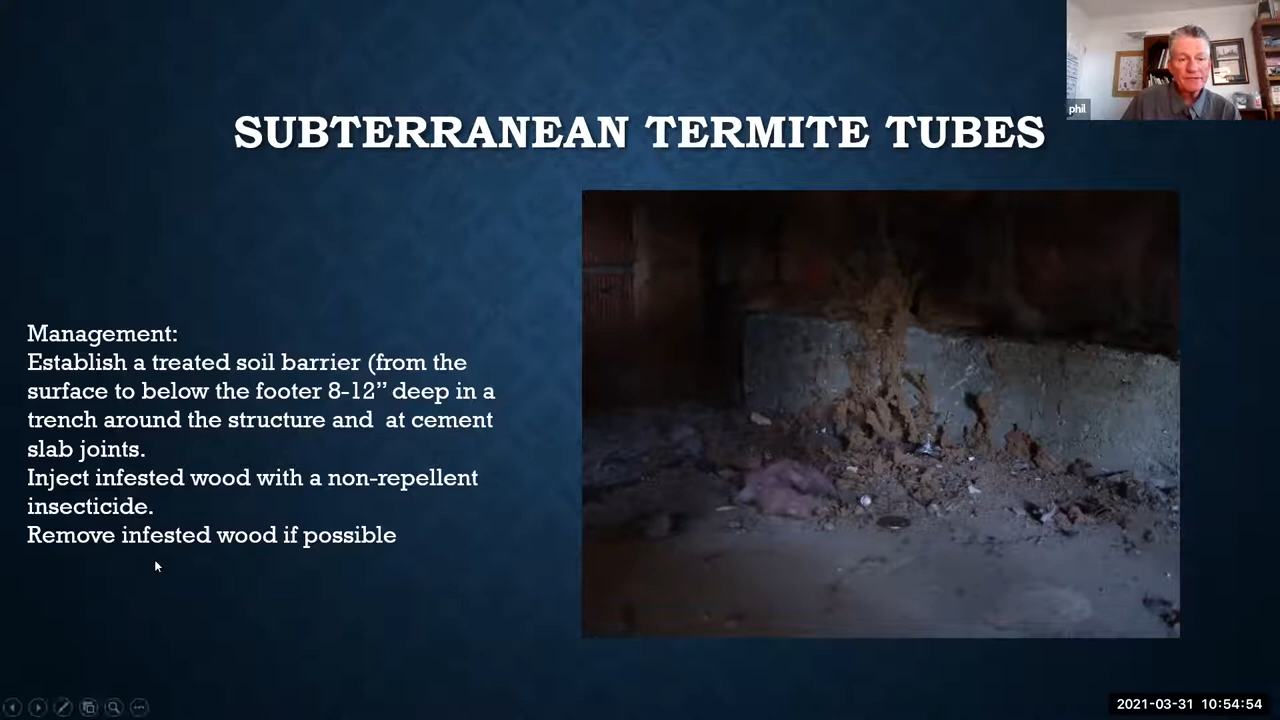 phil
SUBTERRANEAN TERMITE TUBES
Management:
Establish a treated soil barrier (from the
surface to below the footer 8-12” deep in a
trench around the structure and  at cement
slab joints.
Inject infested wood with a non-repellent
insecticide.
Remove infested wood if possible
2021-03-31 10:54:54